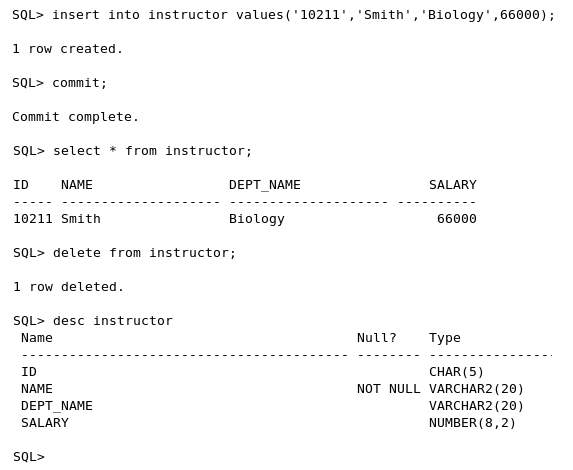 SQL> insert into instructor values('10211','Smith','Biology',66000);
1 row created.
SQL> commit;
Commit complete.
SQL> select * from instructor;
ID    NAME                 DEPT_NAME                SALARY
----- -------------------- -------------------- ----------
10211 Smith                Biology                   66000
SQL> delete from instructor;
1 row deleted.
SQL> desc instructor
 Name                                      Null?    Type
 ----------------------------------------- -------- ----------------
 ID                                                 CHAR(5)
 NAME                                      NOT NULL VARCHAR2(20)
 DEPT_NAME                                          VARCHAR2(20)
 SALARY                                             NUMBER(8,2)
SQL>